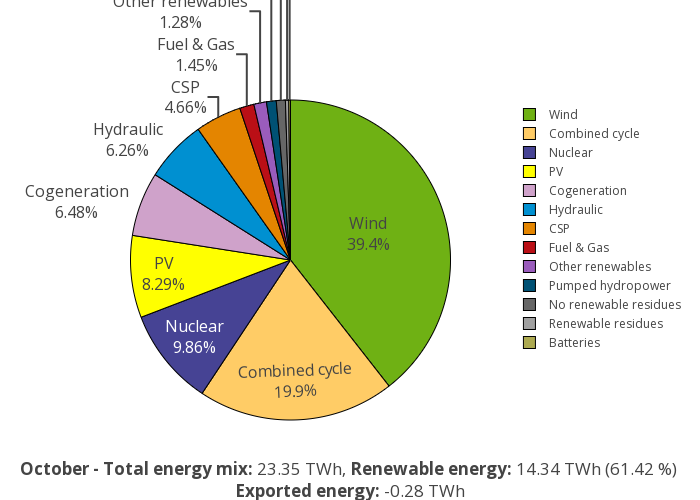 Other renewables
1.28%
Fuel & Gas
1.45%
CSP
4.66%
Hydraulic
6.26%
Cogeneration
6.48%
PV
8.29%
Nuclear
9.86%
Combined cycle
19.9%
Wind
39.4%
Wind
Combined cycle
Nuclear
PV
Cogeneration
Hydraulic
CSP
Fuel & Gas
Other renewables
Pumped hydropower
No renewable residues
Renewable residues
Batteries
October - Total energy mix: 23.35 TWh, Renewable energy: 14.34 TWh (61.42 %)
Exported energy: -0.28 TWh